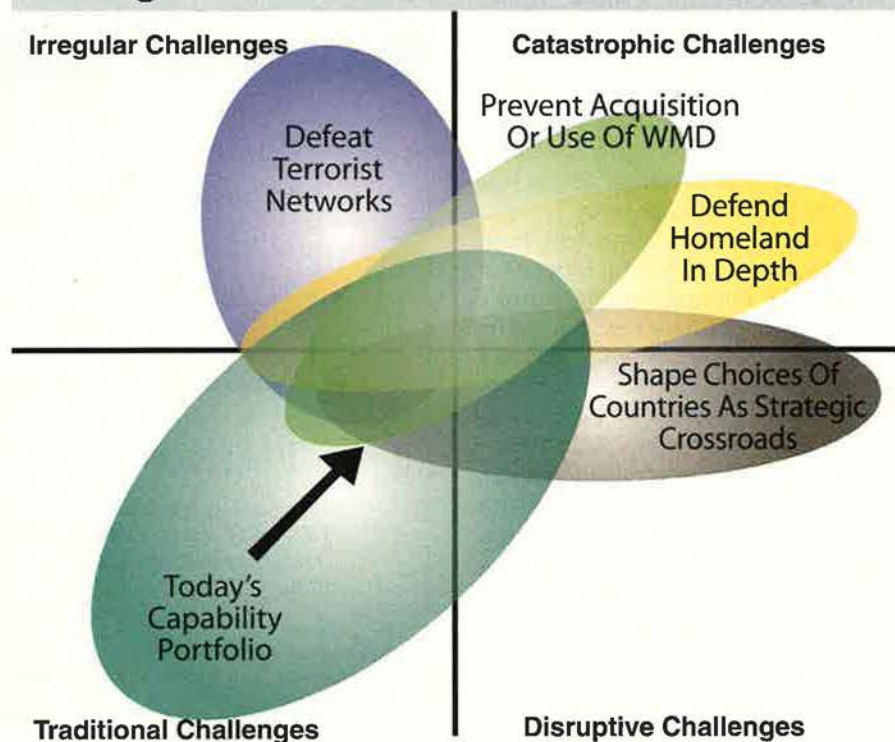 Irregular Challenges
Catastrophic Challenges
Prevent Acquisition
Or Use Of WMD
Defeat
Terrorist
Networks
Defend
Homeland
In Depth
Shape Choices Of
Countries As Strategic
Crossroads
Today's
Capability
Portfolio
Traditional Challenges
Disruptive Challenges